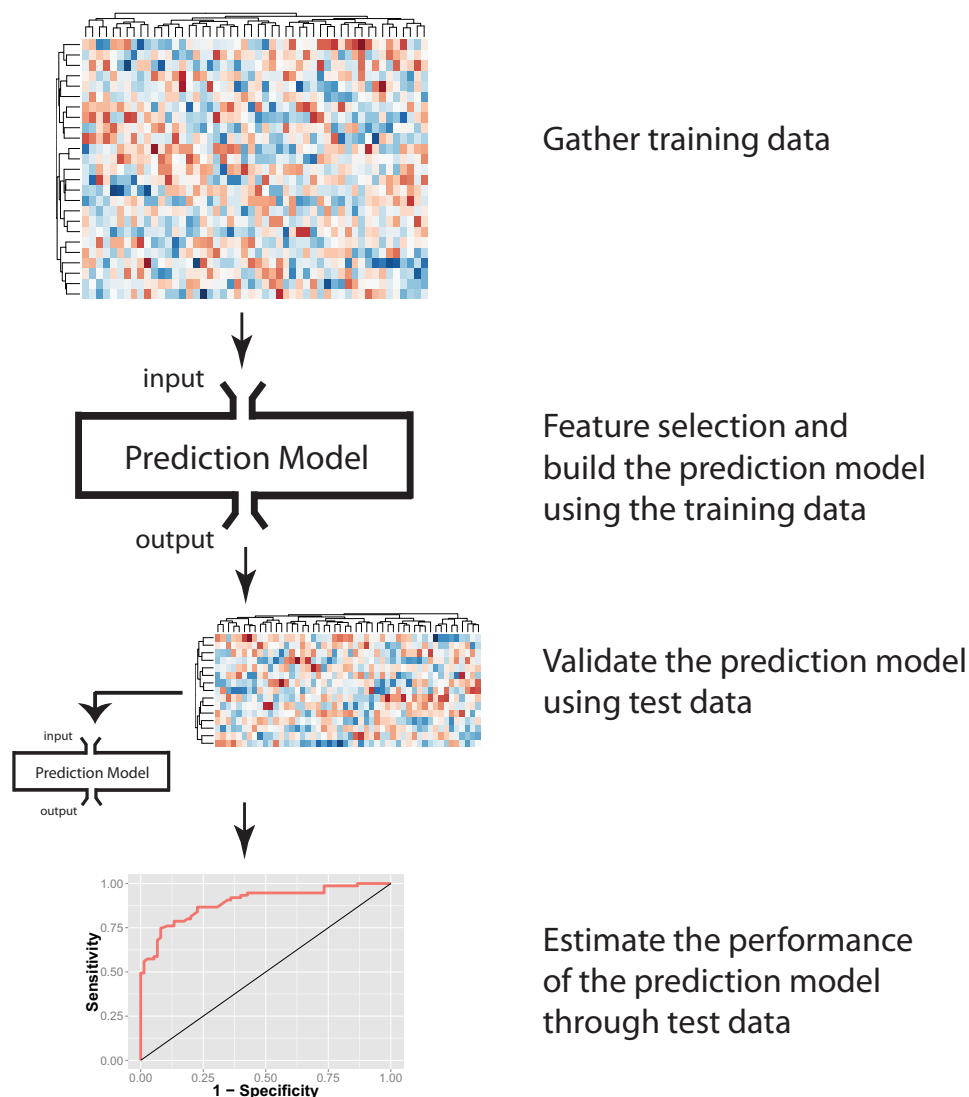 Gather training data
input
Prediction Model
output
Feature selection and
build the prediction model
using the training data
Validate the prediction model
using test data
input
Prediction Model
output
1.00
0.75
0.50
0.25
0.00
Sensitivity
0.00
0.25
0.50
0.75
1.00
1 − Specificity
Estimate the performance
of the prediction model
through test data